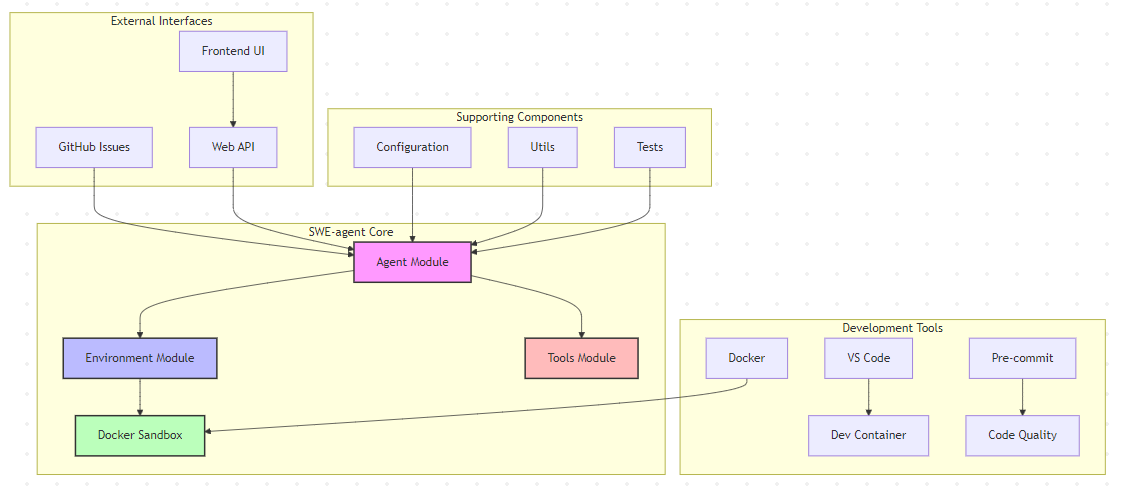 External Interfaces
Frontend UI
GitHub Issues
Web API
Supporting Components
Configuration
Utils
Tests
SWE-agent Core
Agent Module
Environment Module
Tools Module
Docker Sandbox
Development Tools
Docker
VS Code
Pre-commit
Dev Container
Code Quality